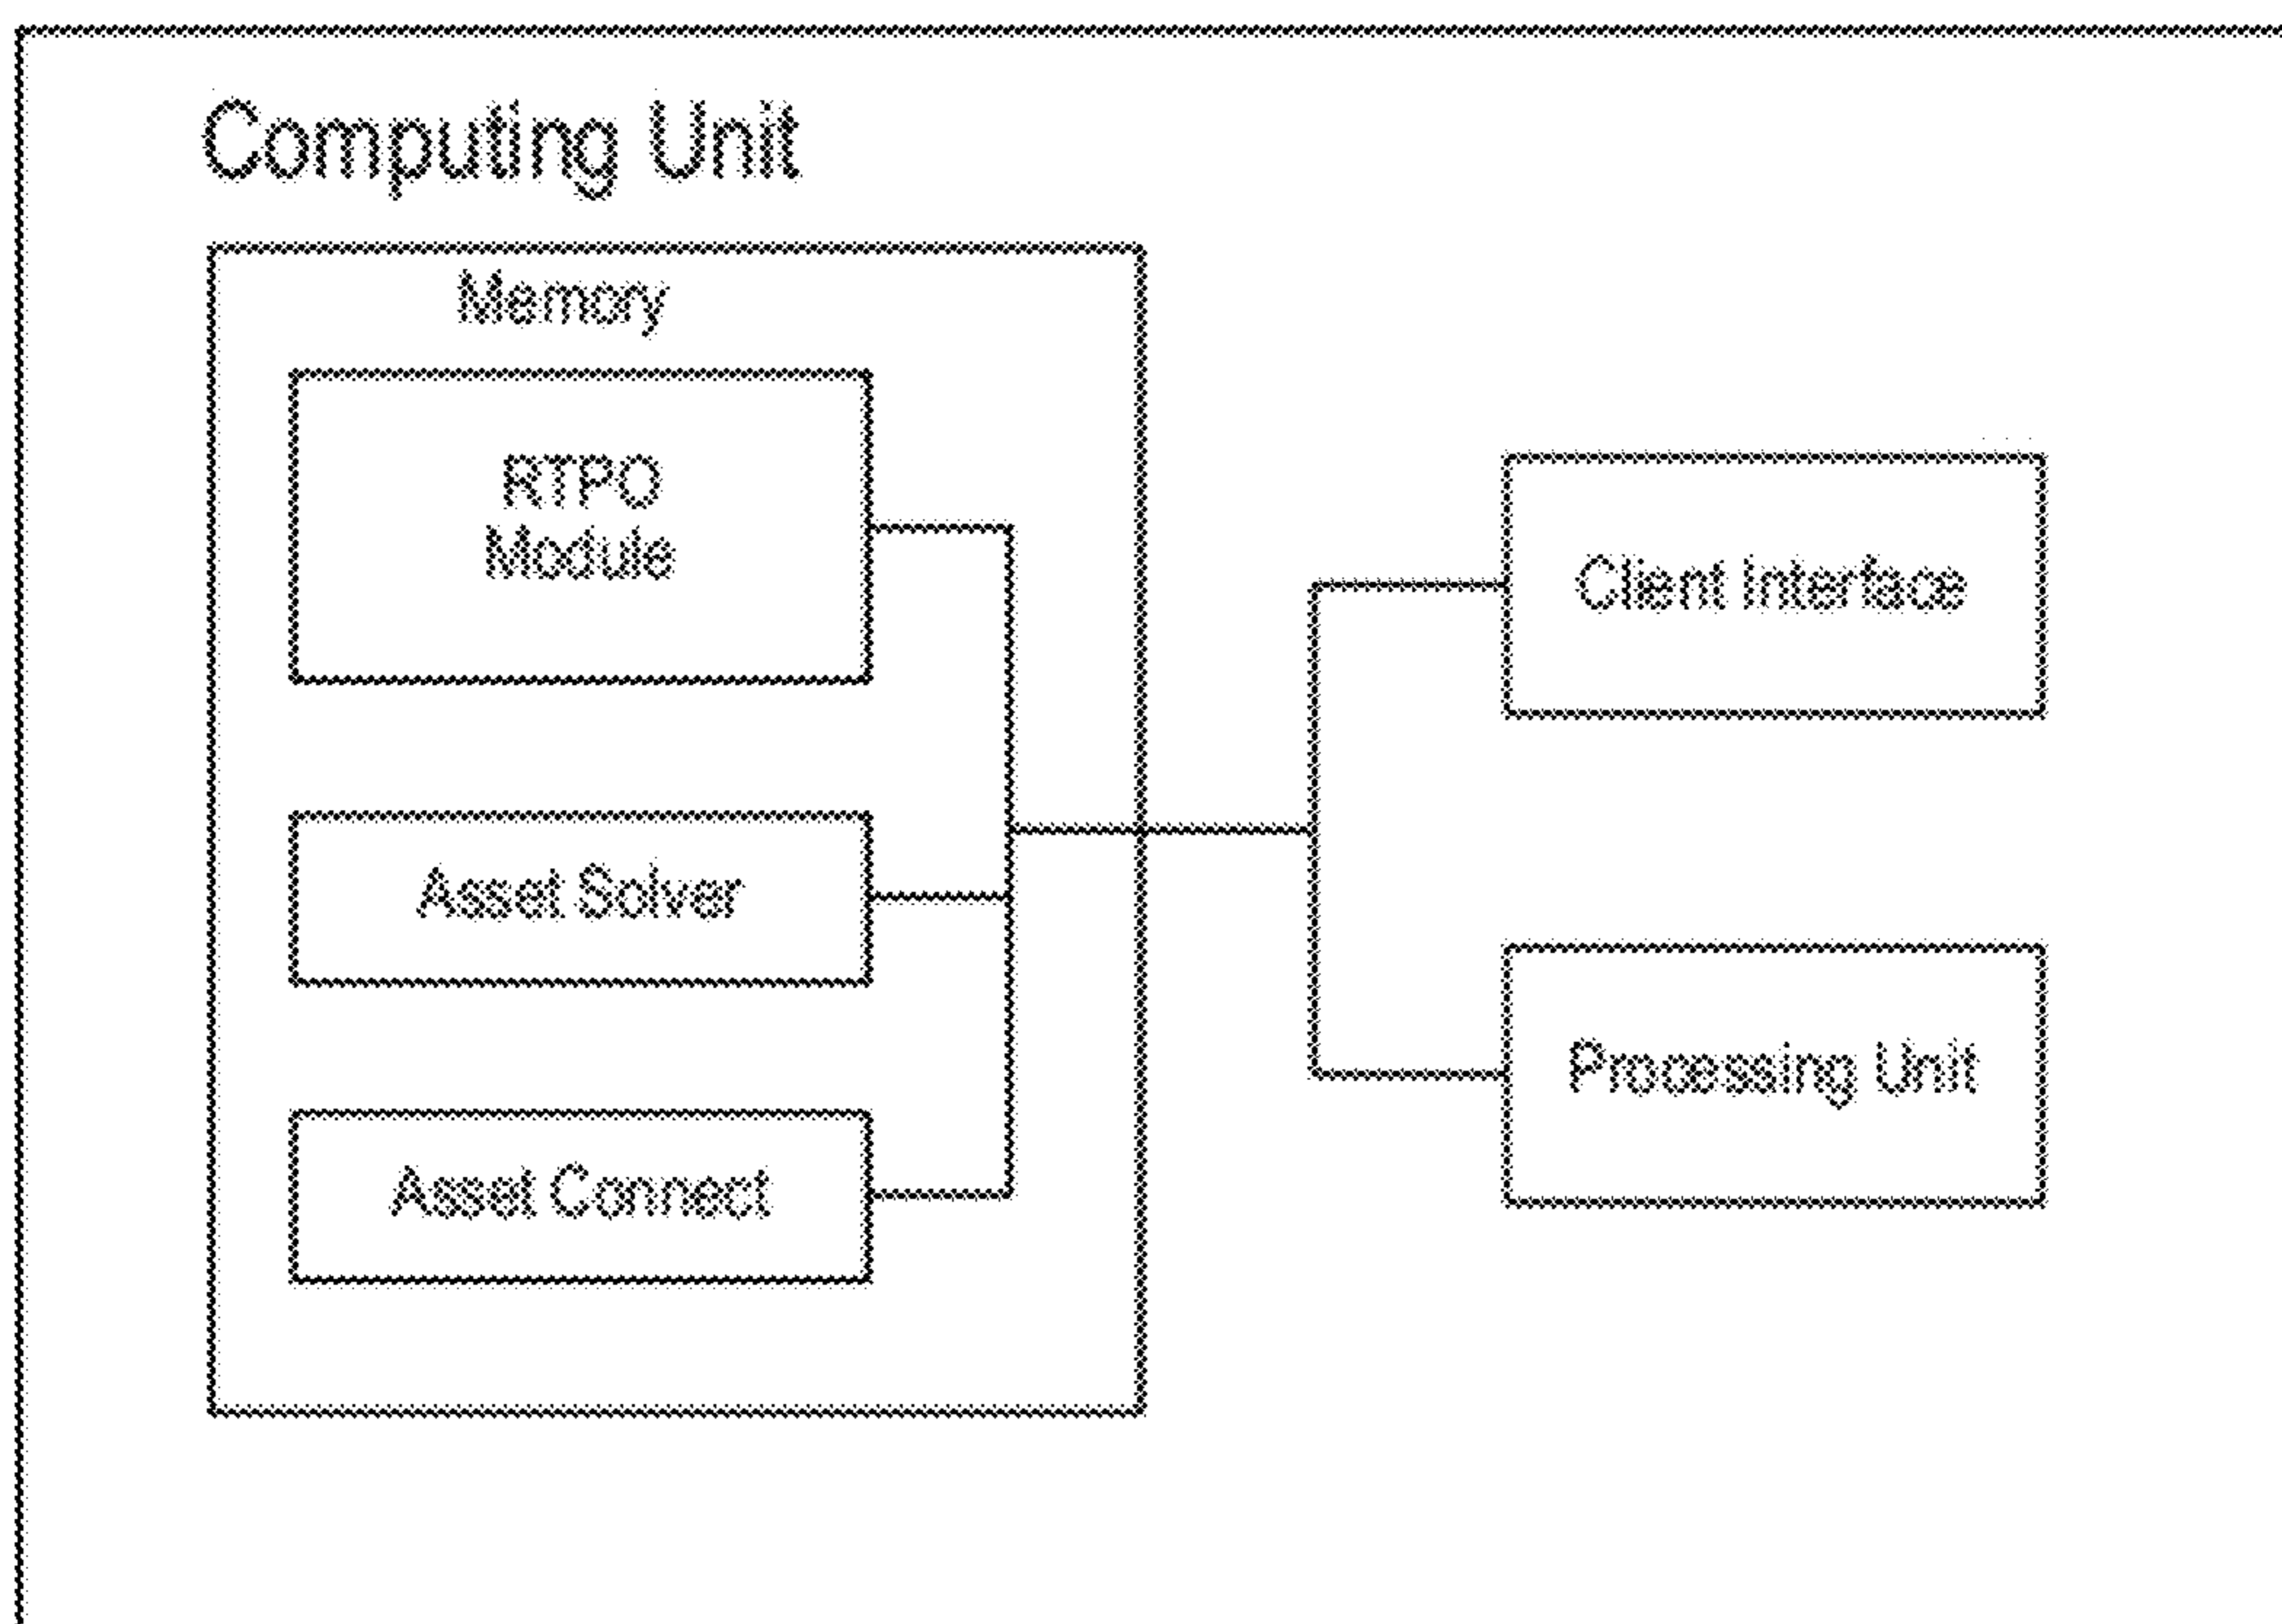 Computing Unit
Memory
RTPO
Module
Asset Solver
Asset Connect
Client Interface
Processing Unit